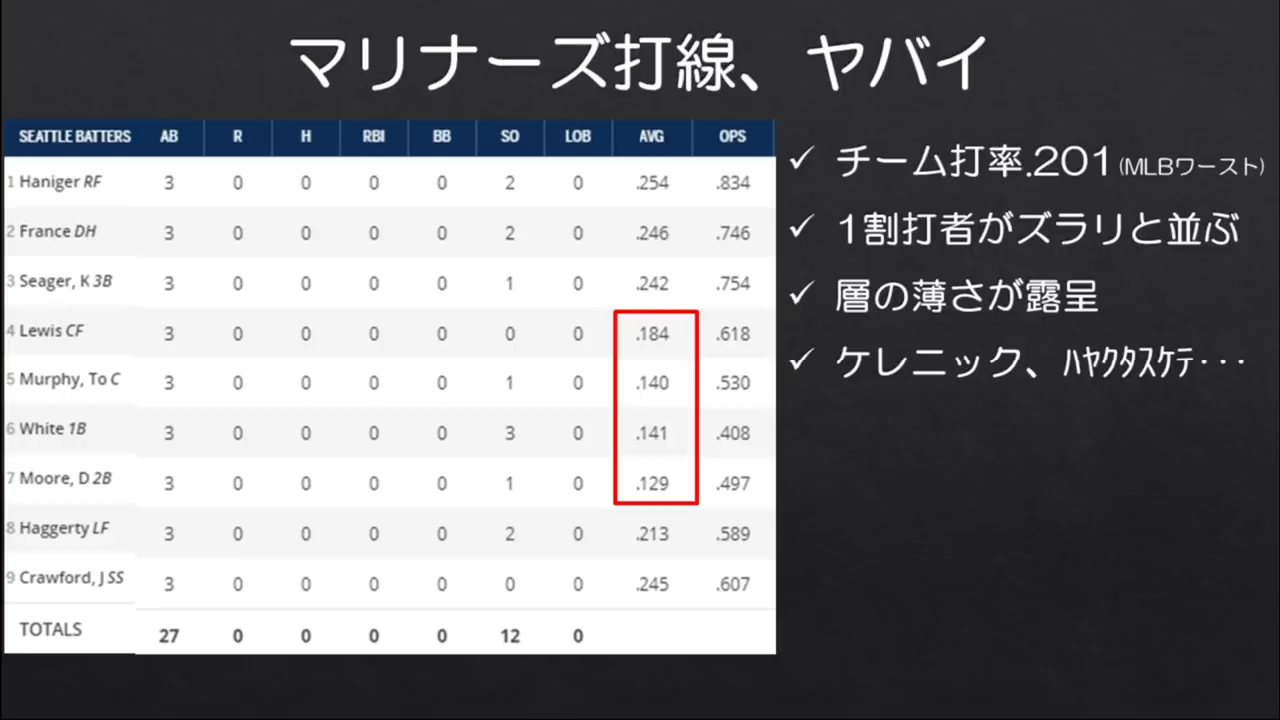 マリナーズ打線、ヤバイ
SEATTLE BATTERS AB R H RBI BB SO LOB AVG OPS
1 Haniger RF 3 0 0 0 0 2 0 .254 .834
2 France DH 3 0 0 0 0 2 0 .246 .746
3 Seager, K 3B 3 0 0 0 0 1 0 .242 .754
4 Lewis CF 3 0 0 0 0 0 0 .184 .618
5 Murphy, To C 3 0 0 0 0 1 0 .140 .530
6 White 1B 3 0 0 0 0 3 0 .141 .408
7 Moore, D 2B 3 0 0 0 0 1 0 .129 .497
8 Haggerty LF 3 0 0 0 0 2 0 .213 .589
9 Crawford, J SS 3 0 0 0 0 0 0 .245 .607
TOTALS 27 0 0 0 0 12 0
✓ チーム打率.201(MLBワースト)
✓ 1割打者がズラリと並ぶ
✓ 層の薄さが露呈
✓ ケレニック、ﾊﾔｸﾀｽｹﾃ･･･